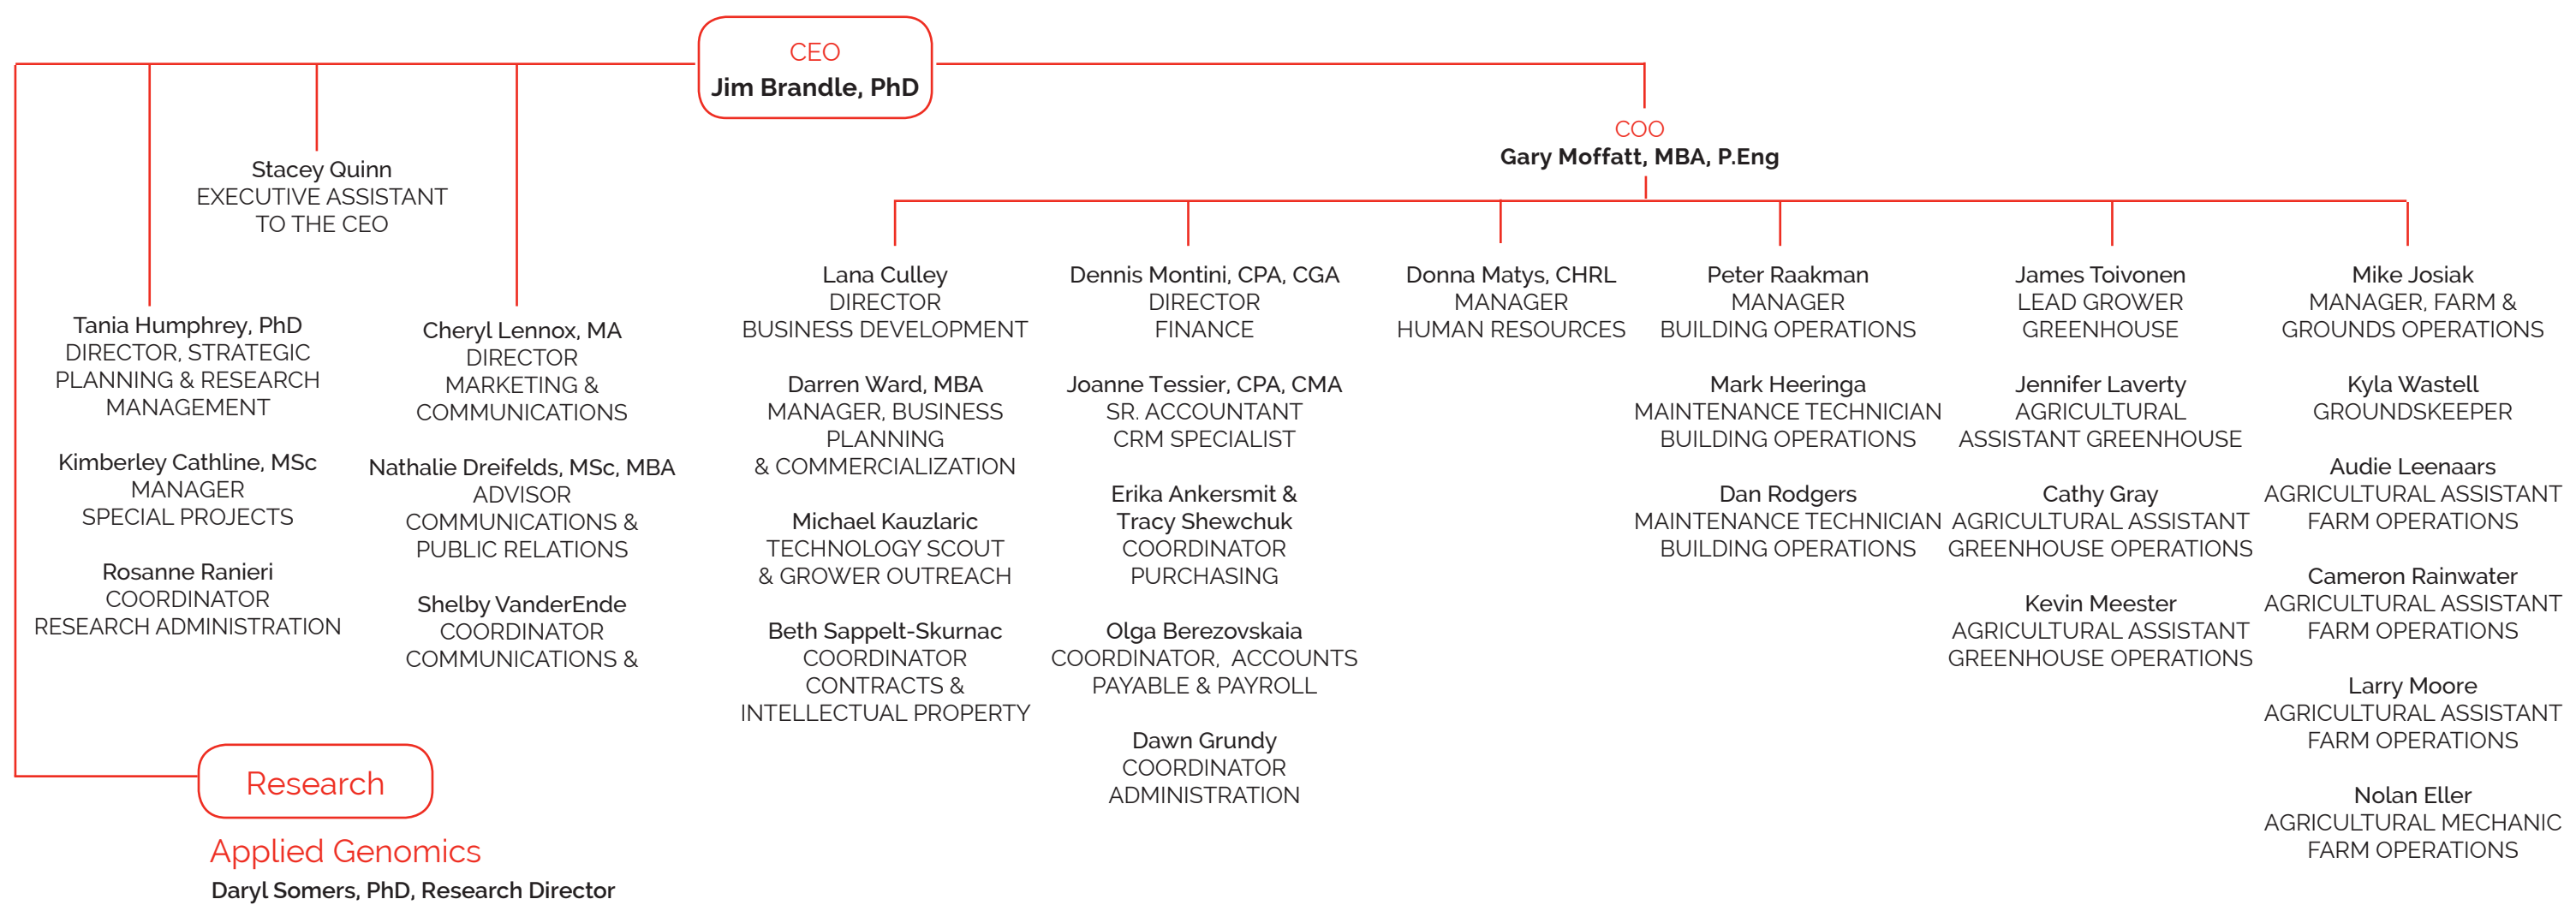 CEO
Jim Brandle, PhD
COO
Gary Moffatt, MBA, P.Eng
Stacey Quinn
EXECUTIVE ASSISTANT
TO THE CEO
Tania Humphrey, PhD
DIRECTOR, STRATEGIC
PLANNING & RESEARCH
MANAGEMENT
Kimberley Cathline, MSc
MANAGER
SPECIAL PROJECTS
Rosanne Ranieri
COORDINATOR
RESEARCH ADMINISTRATION
Cheryl Lennox, MA
DIRECTOR
MARKETING &
COMMUNICATIONS
Nathalie Dreifelds, MSc, MBA
ADVISOR
COMMUNICATIONS &
PUBLIC RELATIONS
Shelby VanderEnde
COORDINATOR
COMMUNICATIONS &
Lana Culley
DIRECTOR
BUSINESS DEVELOPMENT
Darren Ward, MBA
MANAGER, BUSINESS
PLANNING
& COMMERCIALIZATION
Michael Kauzlaric
TECHNOLOGY SCOUT
& GROWER OUTREACH
Beth Sappelt-Skurnac
COORDINATOR
CONTRACTS &
INTELLECTUAL PROPERTY
Dennis Montini, CPA, CGA
DIRECTOR
FINANCE
Joanne Tessier, CPA, CMA
SR. ACCOUNTANT
CRM SPECIALIST
Erika Ankersmit &
Tracy Shewchuk
COORDINATOR
PURCHASING
Olga Berezovskaia
COORDINATOR, ACCOUNTS
PAYABLE & PAYROLL
Dawn Grundy
COORDINATOR
ADMINISTRATION
Donna Matys, CHRL
MANAGER
HUMAN RESOURCES
Peter Raakman
MANAGER
BUILDING OPERATIONS
Mark Heeringa
MAINTENANCE TECHNICIAN
BUILDING OPERATIONS
Dan Rodgers
MAINTENANCE TECHNICIAN
BUILDING OPERATIONS
James Toivonen
LEAD GROWER
GREENHOUSE
Jennifer Laverty
AGRICULTURAL
ASSISTANT GREENHOUSE
Cathy Gray
AGRICULTURAL ASSISTANT
GREENHOUSE OPERATIONS
Kevin Meester
AGRICULTURAL ASSISTANT
GREENHOUSE OPERATIONS
Mike Josiak
MANAGER, FARM &
GROUNDS OPERATIONS
Kyla Wastell
GROUNDSKEEPER
Audie Leenaars
AGRICULTURAL ASSISTANT
FARM OPERATIONS
Cameron Rainwater
AGRICULTURAL ASSISTANT
FARM OPERATIONS
Larry Moore
AGRICULTURAL ASSISTANT
FARM OPERATIONS
Nolan Eller
AGRICULTURAL MECHANIC
FARM OPERATIONS
Research
Applied Genomics
Daryl Somers, PhD, Research Director